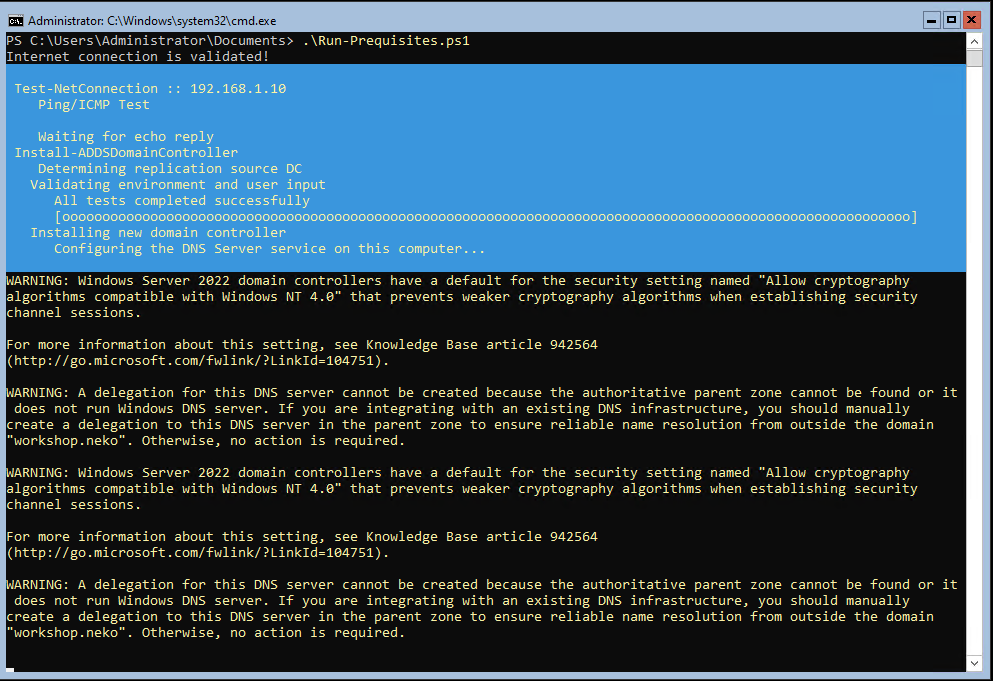 Administrator: C:\Windows\system32\cmd.exe
PS C:\Users\Administrator\Documents> .\Run-Prequisites.ps1
Internet connection is validated!
Test-NetConnection :: 192.168.1.10
Ping/ICMP Test
Waiting for echo reply
Install-ADDSDomainController
Determining replication source DC
Validating environment and user input
All tests completed successfully
[oooooooooooooooooooooooooooooooooooooooooooooooooooooooooooooooooooooooooooooooooooooooooooooooooooooooooo]
Installing new domain controller
Configuring the DNS Server service on this computer...
WARNING: Windows Server 2022 domain controllers have a default for the security setting named "Allow cryptography
algorithms compatible with Windows NT 4.0" that prevents weaker cryptography algorithms when establishing security
channel sessions.
For more information about this setting, see Knowledge Base article 942564
(http://go.microsoft.com/fwlink/?LinkId=104751).
WARNING: A delegation for this DNS server cannot be created because the authoritative parent zone cannot be found or it
does not run Windows DNS server. If you are integrating with an existing DNS infrastructure, you should manually
create a delegation to this DNS server in the parent zone to ensure reliable name resolution from outside the domain
"workshop.neko". Otherwise, no action is required.
WARNING: Windows Server 2022 domain controllers have a default for the security setting named "Allow cryptography
algorithms compatible with Windows NT 4.0" that prevents weaker cryptography algorithms when establishing security
channel sessions.
For more information about this setting, see Knowledge Base article 942564
(http://go.microsoft.com/fwlink/?LinkId=104751).
WARNING: A delegation for this DNS server cannot be created because the authoritative parent zone cannot be found or it
does not run Windows DNS server. If you are integrating with an existing DNS infrastructure, you should manually
create a delegation to this DNS server in the parent zone to ensure reliable name resolution from outside the domain
"workshop.neko". Otherwise, no action is required.